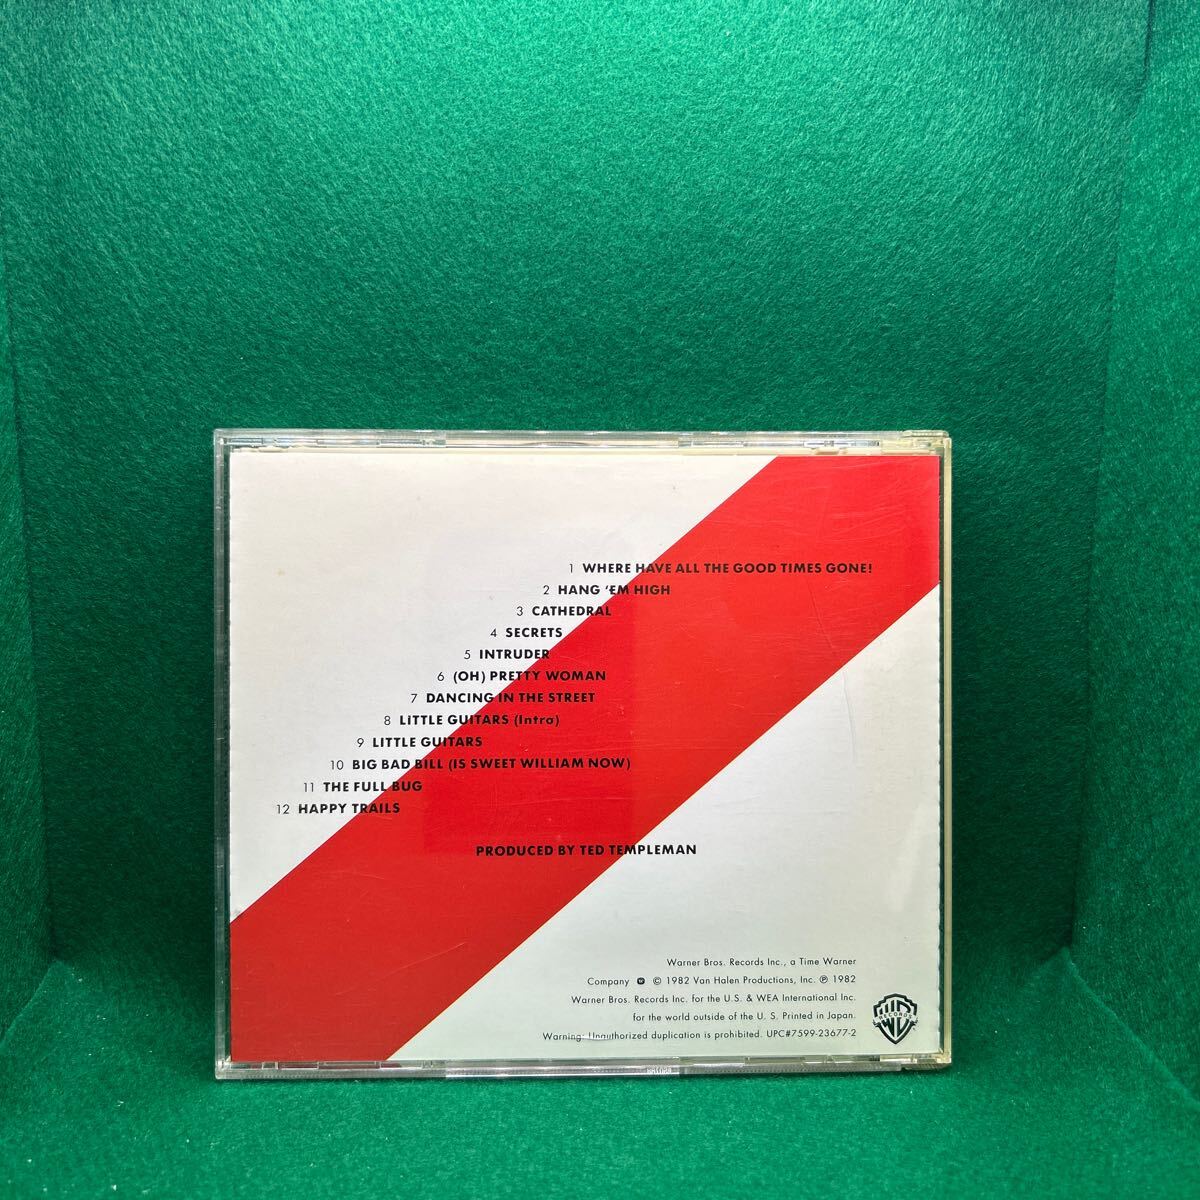 1 WHERE HAVE ALL THE GOOD TIMES GONE!
2 HANG 'EM HIGH
3 CATHEDRAL
4 SECRETS
5 INTRUDER
6 (OH) PRETTY WOMAN
7 DANCING IN THE STREET
8 LITTLE GUITARS (Intro)
9 LITTLE GUITARS
10 BIG BAD BILL (IS SWEET WILLIAM NOW)
11 THE FULL BUG
12 HAPPY TRAILS
PRODUCED BY TED TEMPLEMAN
Warner Bros. Records Inc., a Time Warner
Company © 1982 Van Halen Productions, Inc. ℗ 1982
Warner Bros. Records Inc. for the U.S. & WEA International Inc.
for the world outside of the U. S. Printed in Japan.
Warning: Unauthorized duplication is prohibited. UPC#7599-23677-2
WB
RECORDS